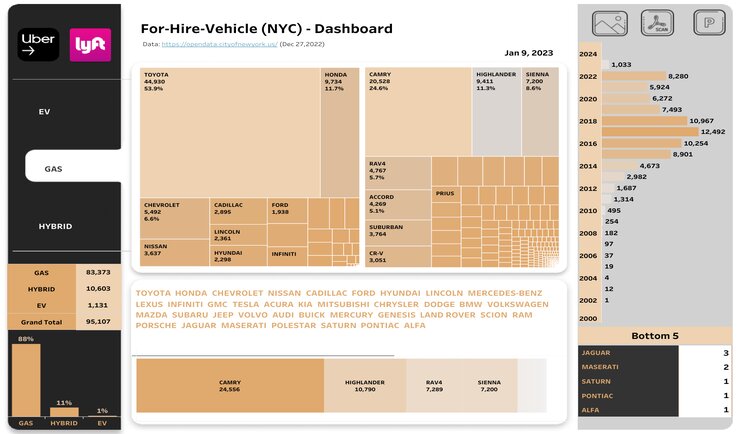 Uber
lyft
For-Hire-Vehicle (NYC) - Dashboard
Data: https://opendata.cityofnewyork.us/ (Dec 27,2022)
Jan 9, 2023
EV
GAS
HYBRID
GAS 83,373
HYBRID 10,603
EV 1,131
Grand Total 95,107
88%
11%
1%
GAS HYBRID EV
TOYOTA
44,930
53.9%
HONDA
9,734
11.7%
CHEVROLET
5,492
6.6%
NISSAN
3,637
CADILLAC
2,895
LINCOLN
2,361
HYUNDAI
2,298
FORD
1,938
INFINITI
CAMRY
20,528
24.6%
HIGHLANDER
9,411
11.3%
SIENNA
7,200
8.6%
RAV4
4,767
5.7%
ACCORD
4,269
5.1%
SUBURBAN
3,764
CR-V
3,051
PRIUS
TOYOTA HONDA CHEVROLET NISSAN CADILLAC FORD HYUNDAI LINCOLN MERCEDES-BENZ
LEXUS INFINITI GMC TESLA ACURA KIA MITSUBISHI CHRYSLER DODGE BMW VOLKSWAGEN
MAZDA SUBARU JEEP VOLVO AUDI BUICK MERCURY GENESIS LAND ROVER SCION RAM
PORSCHE JAGUAR MASERATI POLESTAR SATURN PONTIAC ALFA
CAMRY
24,556
HIGHLANDER
10,790
RAV4
7,289
SIENNA
7,200
SCAN
P
2024
1,033
2022 8,280
5,924
2020 6,272
7,493
2018 10,967
12,492
2016 10,254
8,901
2014 4,673
2,982
2012 1,687
1,314
2010 495
254
2008 182
97
2006 37
19
2004 4
12
2002 1
2000
Bottom 5
JAGUAR 3
MASERATI 2
SATURN 1
PONTIAC 1
ALFA 1